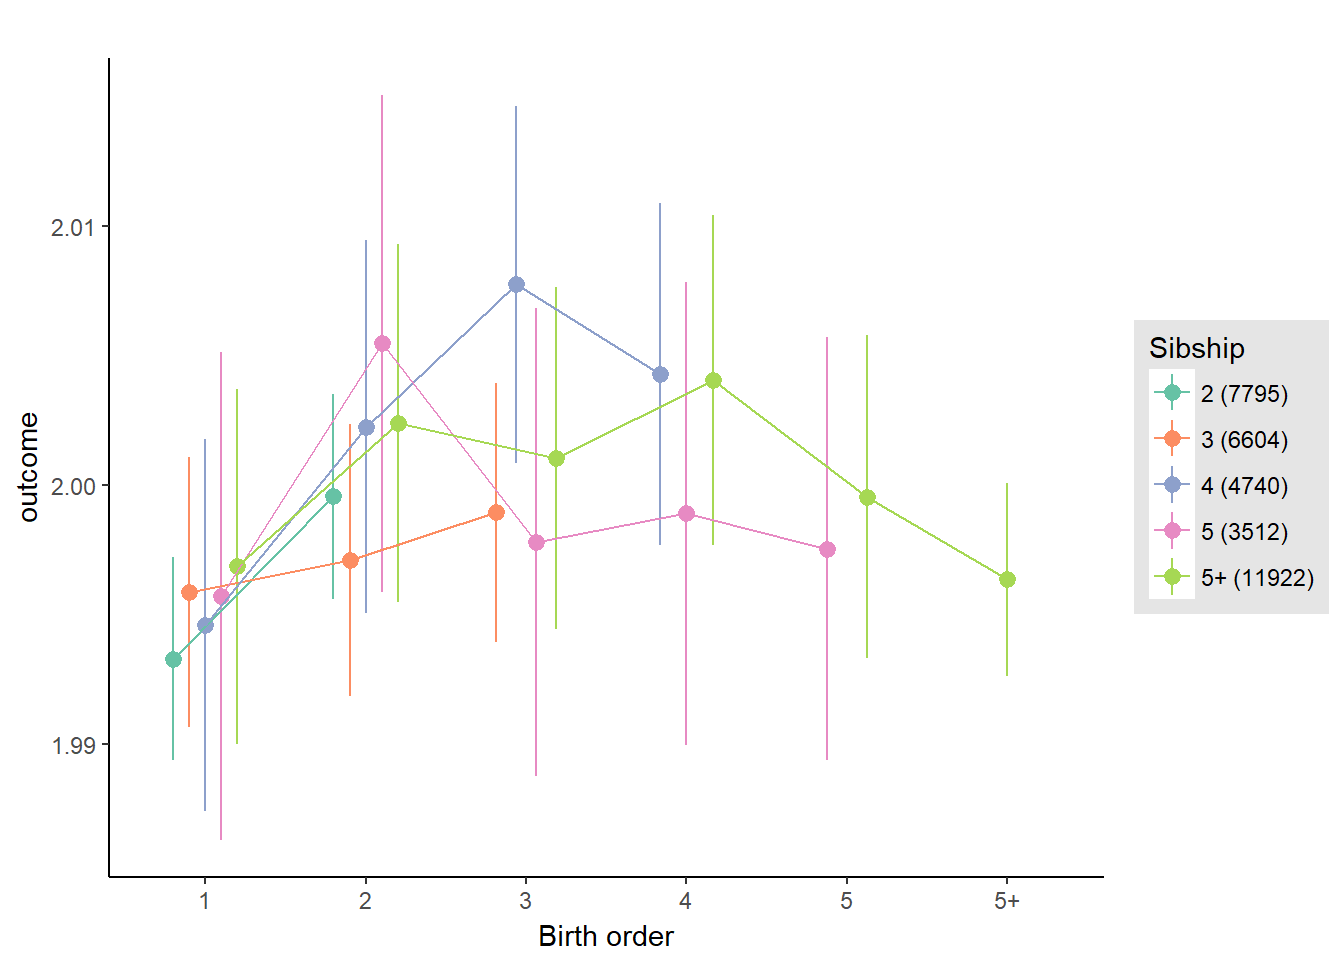 outcome
2.01
2.00
1.99
1 2 3 4 5 5+
Birth order
Sibship
2 (7795)
3 (6604)
4 (4740)
5 (3512)
5+ (11922)